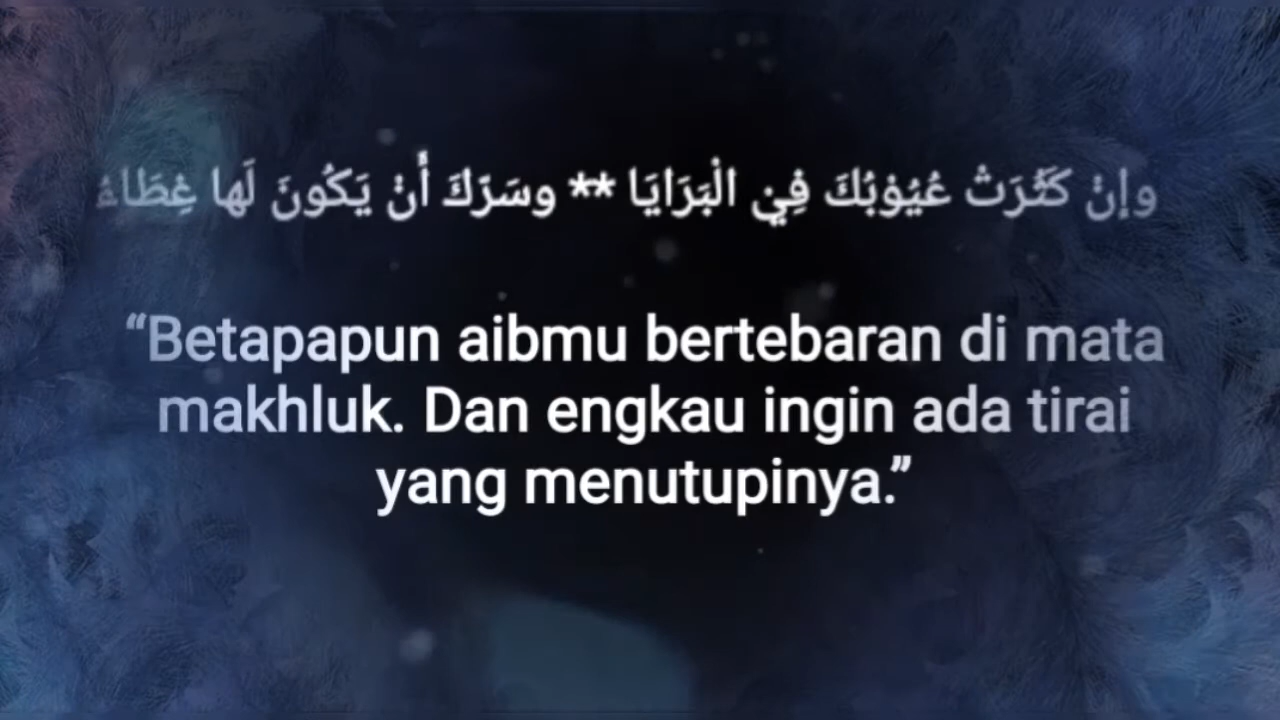 وإنْ كَثُرَتْ عُيُوْبُكَ فِيْ الْبَرَايَا ** وسَرّكَ أَنْ يَكُونَ لَها غِطَاءُ
“Betapapun aibmu bertebaran di mata
makhluk. Dan engkau ingin ada tirai
yang menutupinya.”